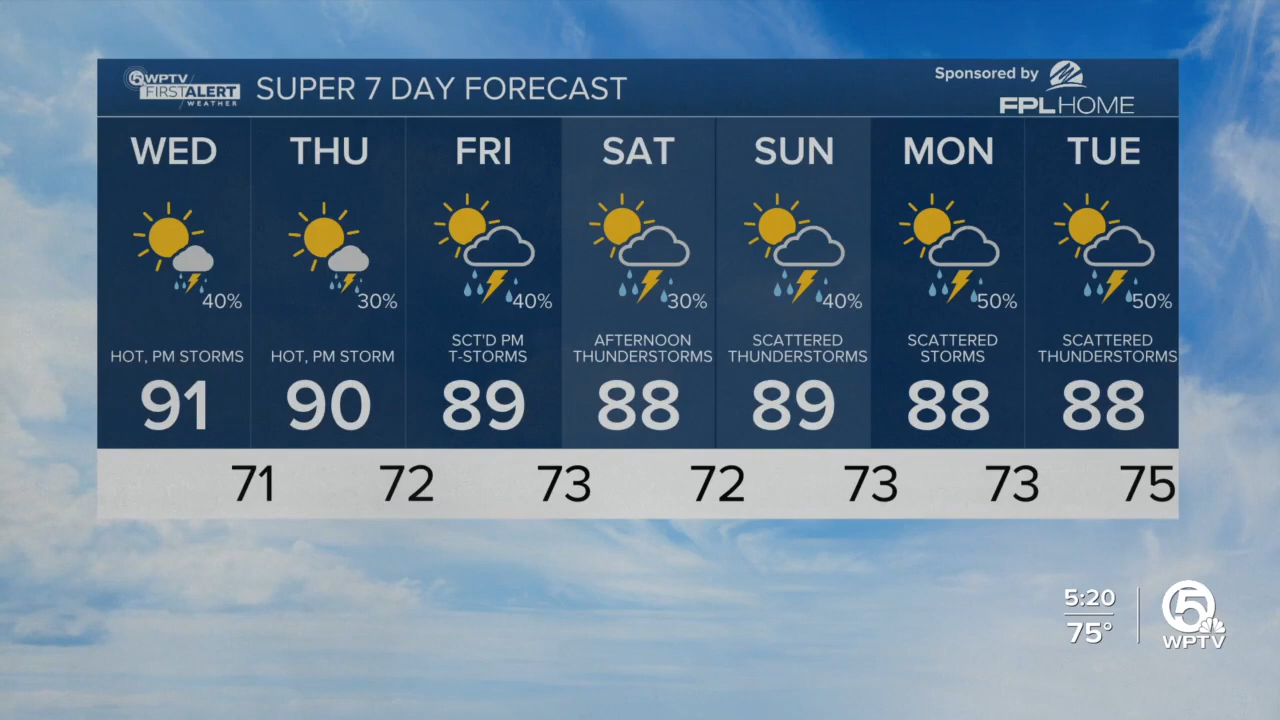 5 WPTV
FIRST ALERT
WEATHER
SUPER 7 DAY FORECAST
Sponsored by
FPL HOME
WED
THU
FRI
SAT
SUN
MON
TUE
40%
30%
40%
30%
40%
50%
50%
HOT, PM STORMS
HOT, PM STORM
SCT'D PM
T-STORMS
AFTERNOON
THUNDERSTORMS
SCATTERED
THUNDERSTORMS
SCATTERED
STORMS
SCATTERED
THUNDERSTORMS
91
90
89
88
89
88
88
71
72
73
72
73
73
75
5:20
75°
5
WPTV